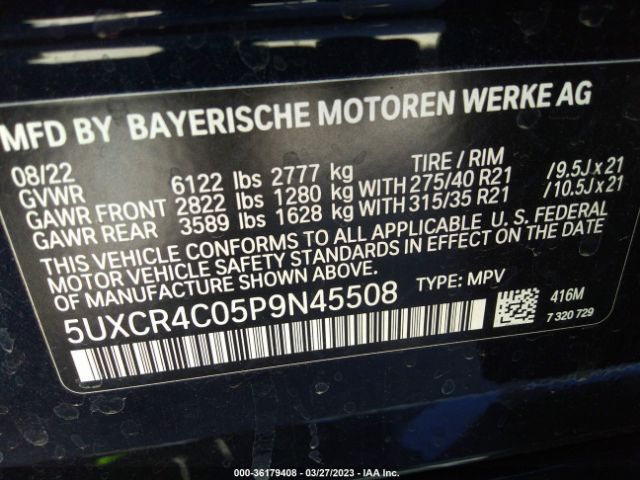 MFD BY BAYERISCHE MOTOREN WERKE AG
08/22 TIRE / RIM
GVWR 6122 lbs 2777 kg
GAWR FRONT 2822 lbs 1280 kg WITH 275/40 R21 /9.5J x 21
GAWR REAR 3589 lbs 1628 kg WITH 315/35 R21 /10.5J x 21
THIS VEHICLE CONFORMS TO ALL APPLICABLE U. S. FEDERAL
MOTOR VEHICLE SAFETY STANDARDS IN EFFECT ON THE DATE
OF MANUFACTURE SHOWN ABOVE.
5UXCR4C05P9N45508 TYPE: MPV 416M
7 320 729
000-36179408 - 03/27/2023 - IAA Inc.